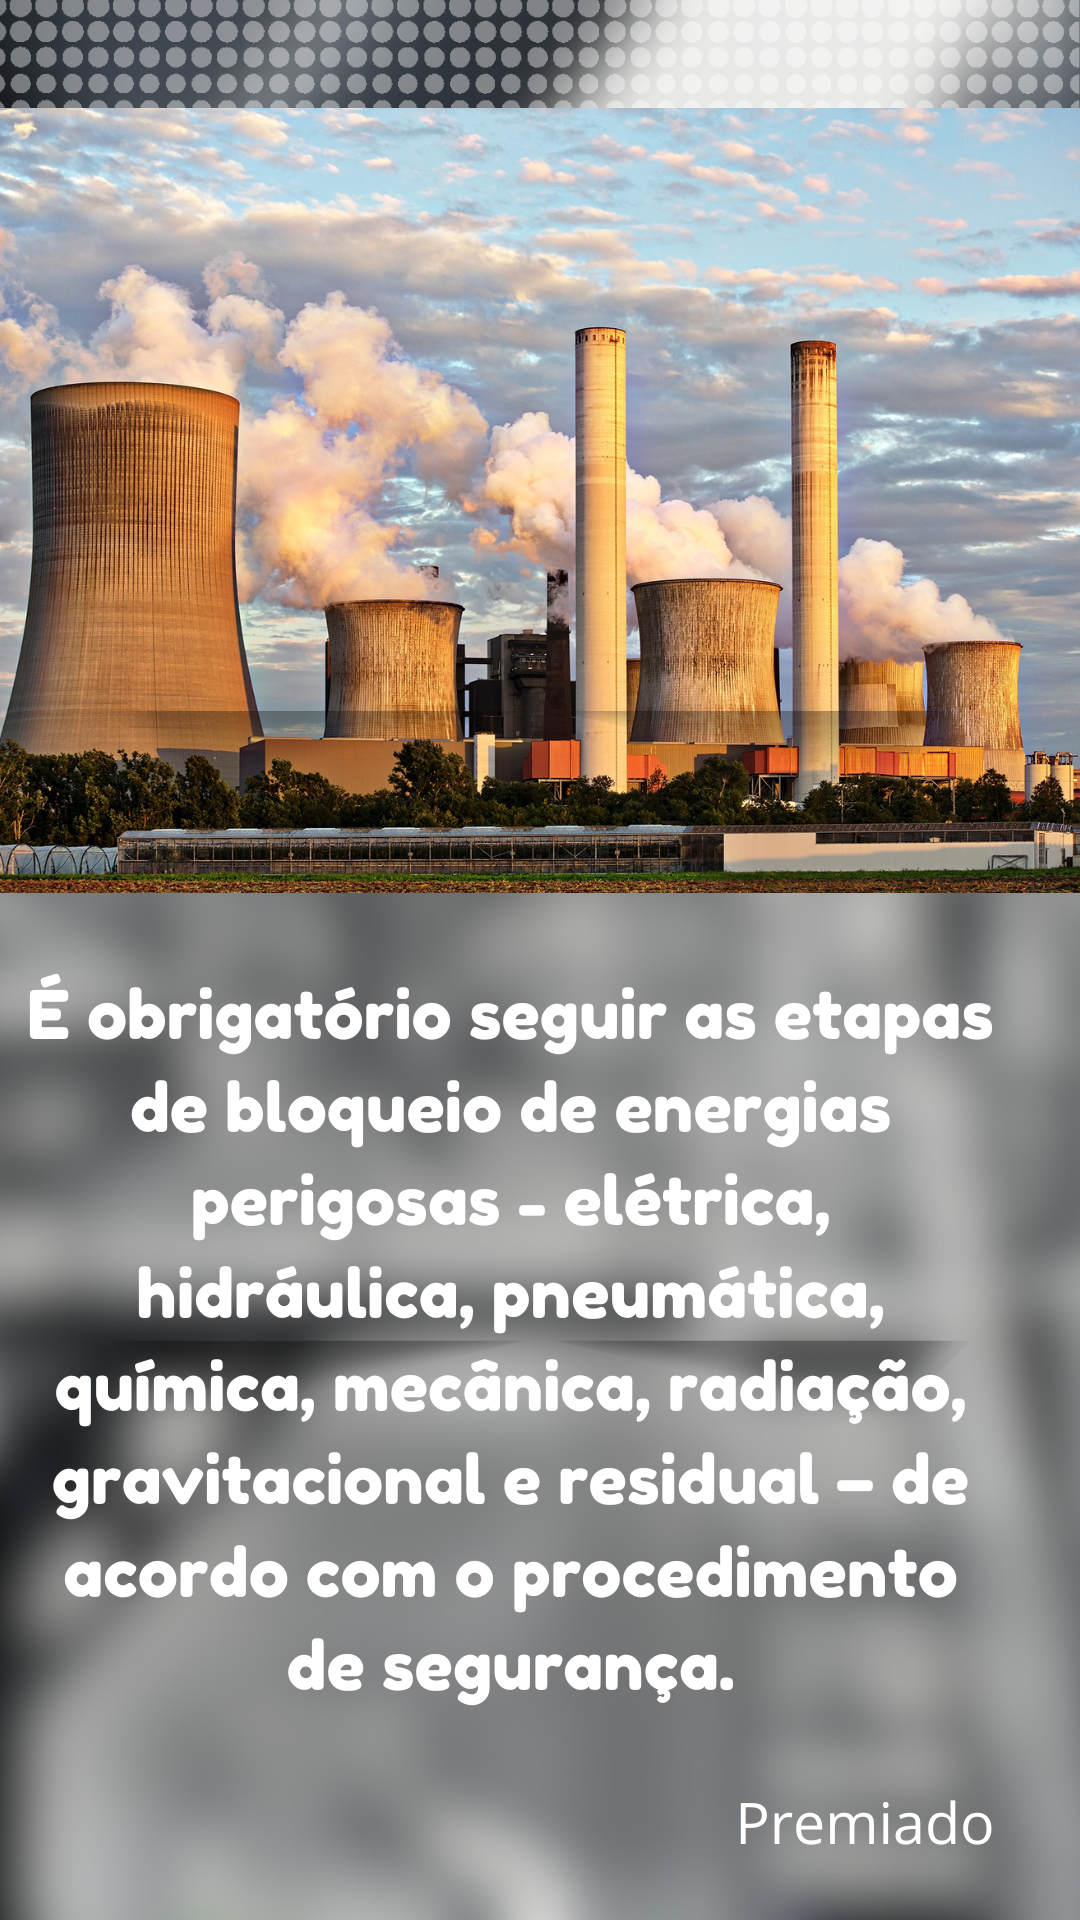 É obrigatório seguir as etapas
de bloqueio de energias
perigosas - elétrica,
hidráulica, pneumática,
química, mecânica, radiação,
gravitacional e residual – de
acordo com o procedimento
de segurança.
Premiado